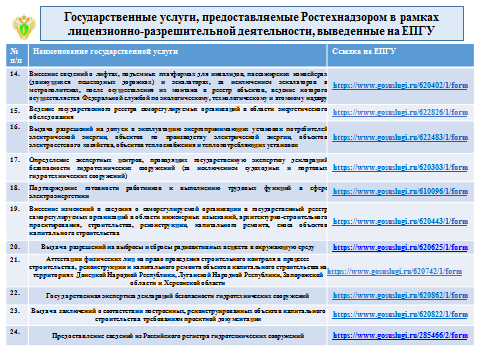 Государственные услуги, предоставляемые Ростехнадзором в рамках
лицензионно-разрешительной деятельности, выведенные на ЕПГУ
№ п/п
Наименование государственной услуги
Ссылка на ЕПГУ
14.
Внесение сведений о лифтах, подъемных платформах для инвалидов, пассажирских конвейерах
(движущихся пешеходных дорожках) и эскалаторах, за исключением эскалаторов в
метрополитенах, после осуществления их монтажа в реестр объектов, ведение которого
осуществляется Федеральной службой по экологическому, технологическому и атомному надзору
https://www.gosuslugi.ru/620402/1/form
15.
Ведение государственного реестра саморегулируемых организаций в области энергетического
обследования
https://www.gosuslugi.ru/622826/1/form
16.
Выдача разрешений на допуск в эксплуатацию энергопринимающих установок потребителей
электрической энергии, объектов по производству электрической энергии, объектов
электросетевого хозяйства, объектов теплоснабжения и теплопотребляющих установок
https://www.gosuslugi.ru/622483/1/form
17.
Определение экспертных центров, проводящих государственную экспертизу деклараций
безопасности гидротехнических сооружений (за исключением судоходных и портовых
гидротехнических сооружений)
https://www.gosuslugi.ru/620303/1/form
18.
Подтверждение готовности работников к выполнению трудовых функций в сфере
электроэнергетики
https://www.gosuslugi.ru/610096/1/form
19.
Внесение изменений в сведения о саморегулируемой организации в государственный реестр
саморегулируемых организаций в области инженерных изысканий, архитектурно-строительного
проектирования, строительства, реконструкции, капитального ремонта, сноса объектов
капитального строительства
https://www.gosuslugi.ru/620443/1/form
20.
Выдача разрешений на выбросы и сбросы радиоактивных веществ в окружающую среду
https://www.gosuslugi.ru/620625/1/form
21.
Аттестации физических лиц на право проведения строительного контроля в процессе
строительства, реконструкции и капитального ремонта объектов капитального строительства на
территориях Донецкой Народной Республики, Луганской Народной Республики, Запорожской
области и Херсонской области
https://www.gosuslugi.ru/620742/1/form
22.
Государственная экспертиза деклараций безопасности гидротехнических сооружений
https://www.gosuslugi.ru/620862/1/form
23.
Выдача заключений о соответствии построенных, реконструированных объектов капитального
строительства требованиям проектной документации
https://www.gosuslugi.ru/620822/1/form
24.
Предоставление сведений из Российского регистра гидротехнических сооружений
https://www.gosuslugi.ru/285466/2/form